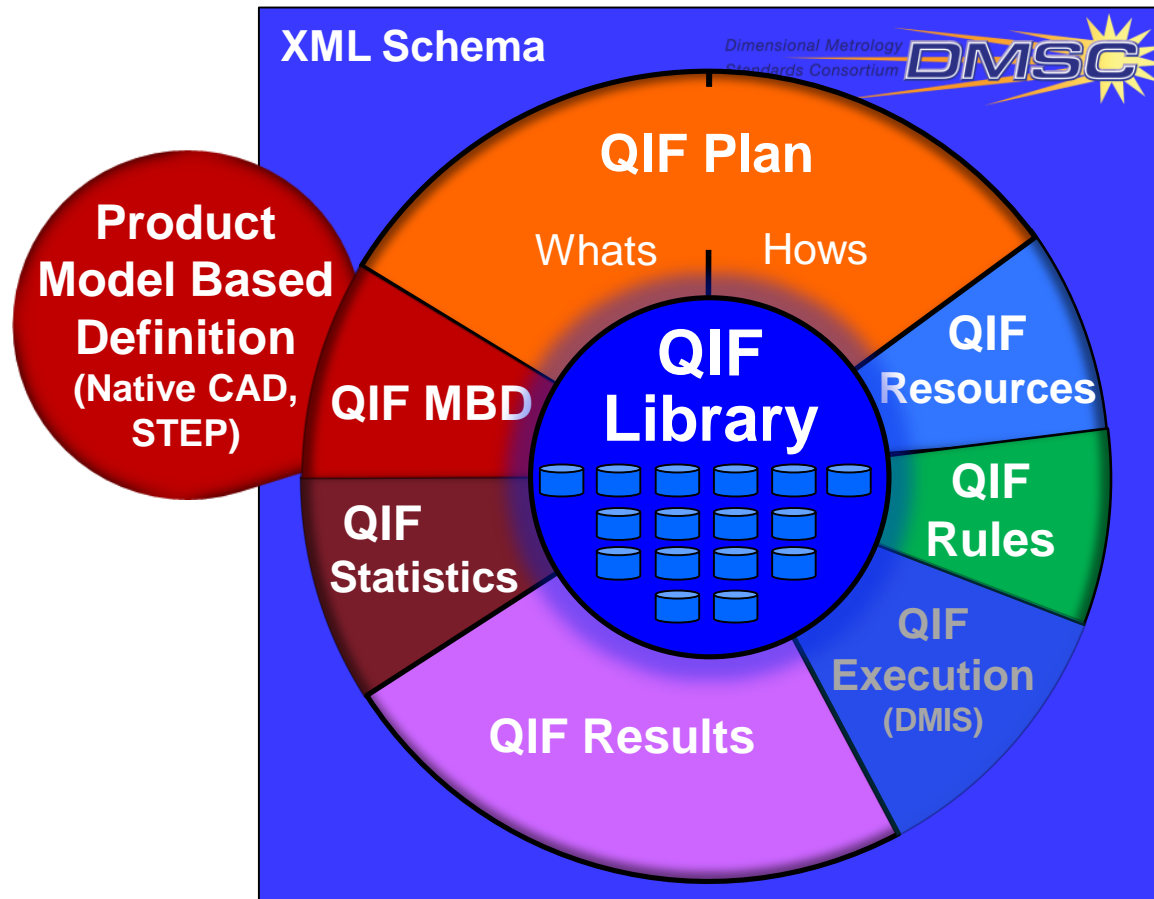 XML Schema
Dimensional Metrology
Standards Consortium
DMSC
QIF Plan
Whats
Hows
Product
Model Based
Definition
(Native CAD,
STEP)
QIF MBD
QIF
Library
QIF
Resources
QIF
Rules
QIF
Statistics
QIF
Execution
(DMIS)
QIF Results